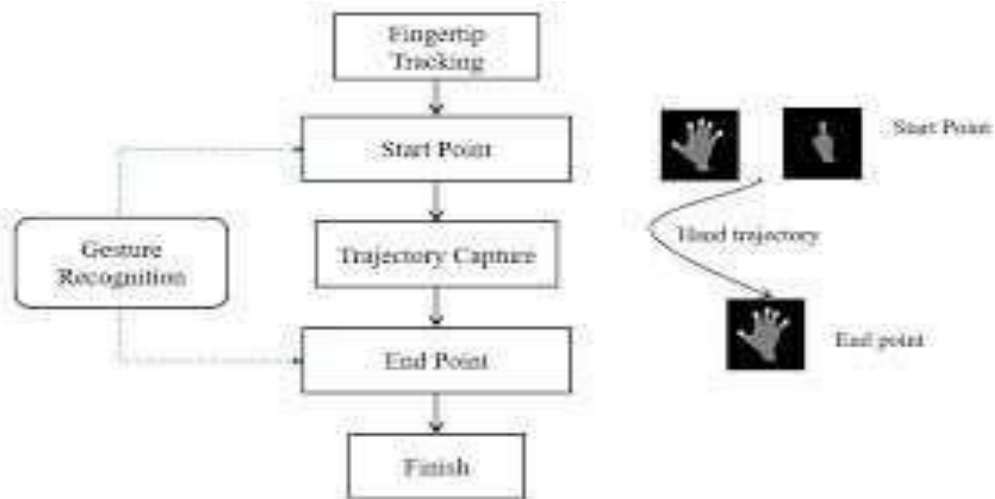 Fingertip
Tracking
Start Point
Gesture
Recognition
Trajectory Capture
End Point
Finish
Start Point
Hand trajectory
End point